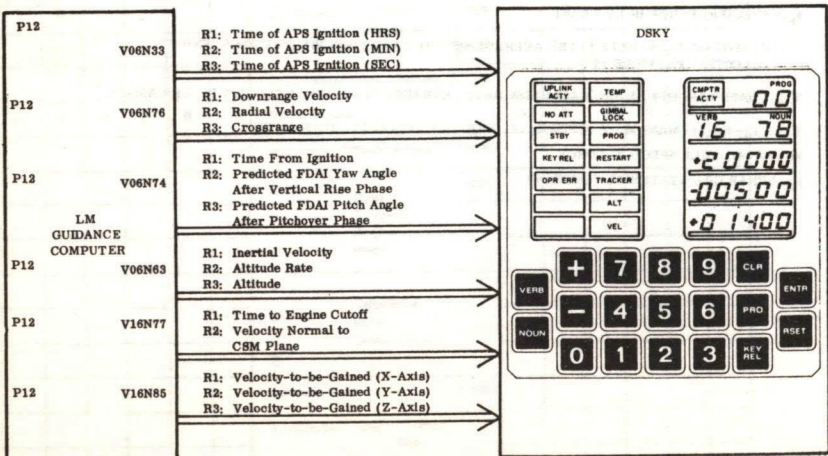 P12
V06N33
R1: Time of APS Ignition (HRS)
R2: Time of APS Ignition (MIN)
R3: Time of APS Ignition (SEC)
P12
V06N76
R1: Downrange Velocity
R2: Radial Velocity
R3: Crossrange
P12
V06N74
R1: Time From Ignition
R2: Predicted FDAI Yaw Angle
After Vertical Rise Phase
R3: Predicted FDAI Pitch Angle
After Pitchover Phase
LM
GUIDANCE
COMPUTER
P12
V06N63
R1: Inertial Velocity
R2: Altitude Rate
R3: Altitude
P12
V16N77
R1: Time to Engine Cutoff
R2: Velocity Normal to
CSM Plane
P12
V16N85
R1: Velocity-to-be-Gained (X-Axis)
R2: Velocity-to-be-Gained (Y-Axis)
R3: Velocity-to-be-Gained (Z-Axis)
DSKY
UPLINK ACTY
TEMP
NO ATT
GIMBAL LOCK
STBY
PROG
KEY REL
RESTART
OPR ERR
TRACKER
ALT
VEL
CMPTR ACTY
PROG
00
VERB
NOUN
16 78
+20000
-00500
+01400
VERB
NOUN
+ 7 8 9 CLR
- 4 5 6 PRO
0 1 2 3 KEY REL
ENTR
RSET